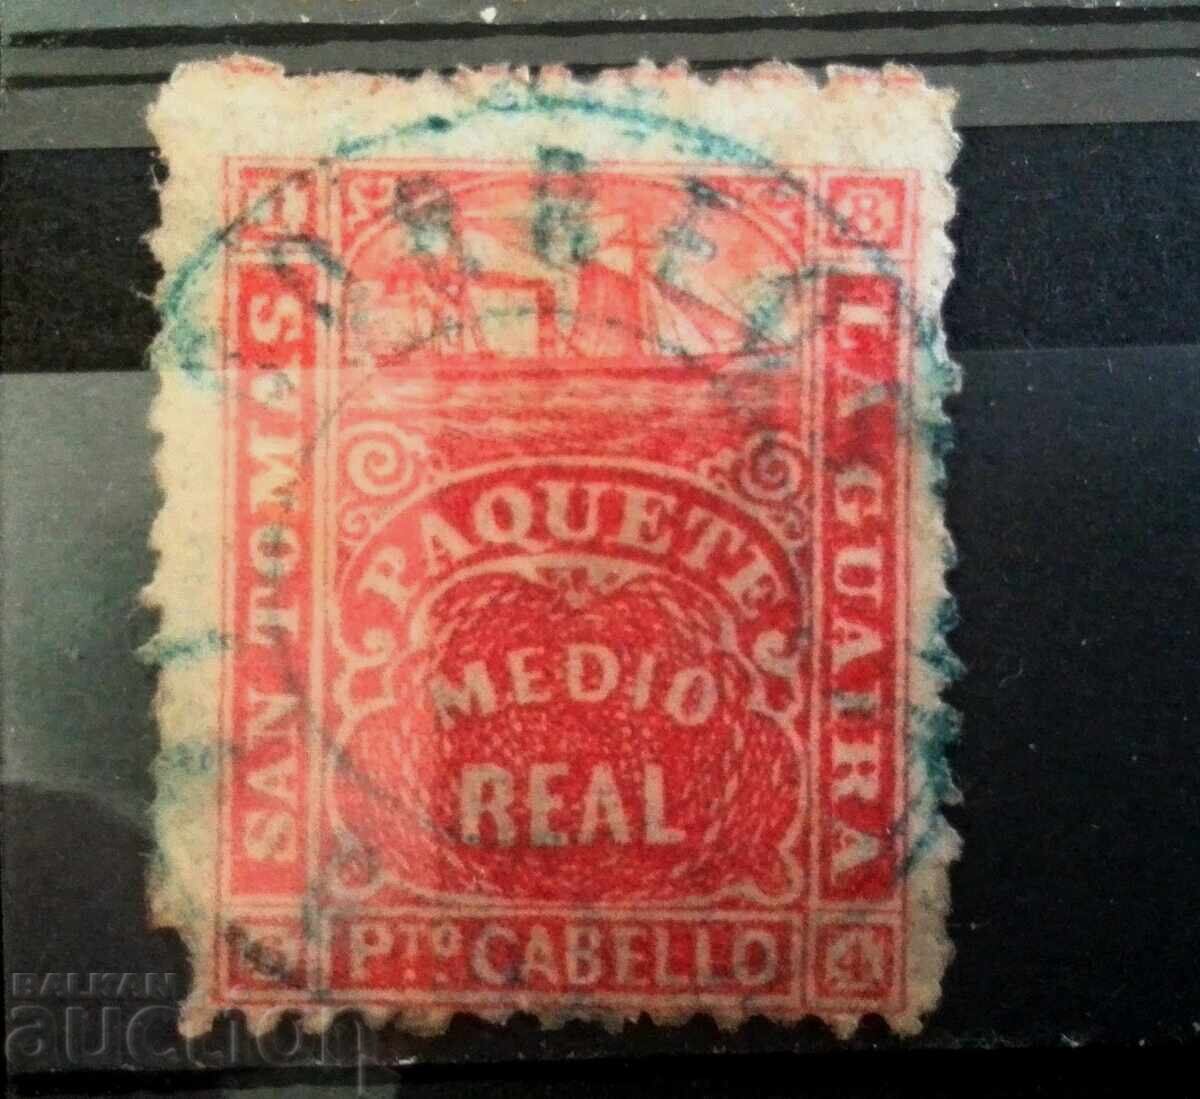 SAN TOMAS
LA GUAIRA
PAQUETE
MEDIO
REAL
PTO CABELLO
BALKAN
auction